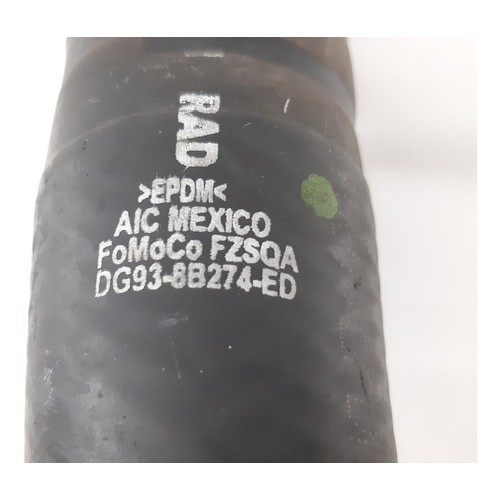 RAD
>EPDM<
AIC MEXICO
FoMoCo FZSQA
DG93-8B274-ED